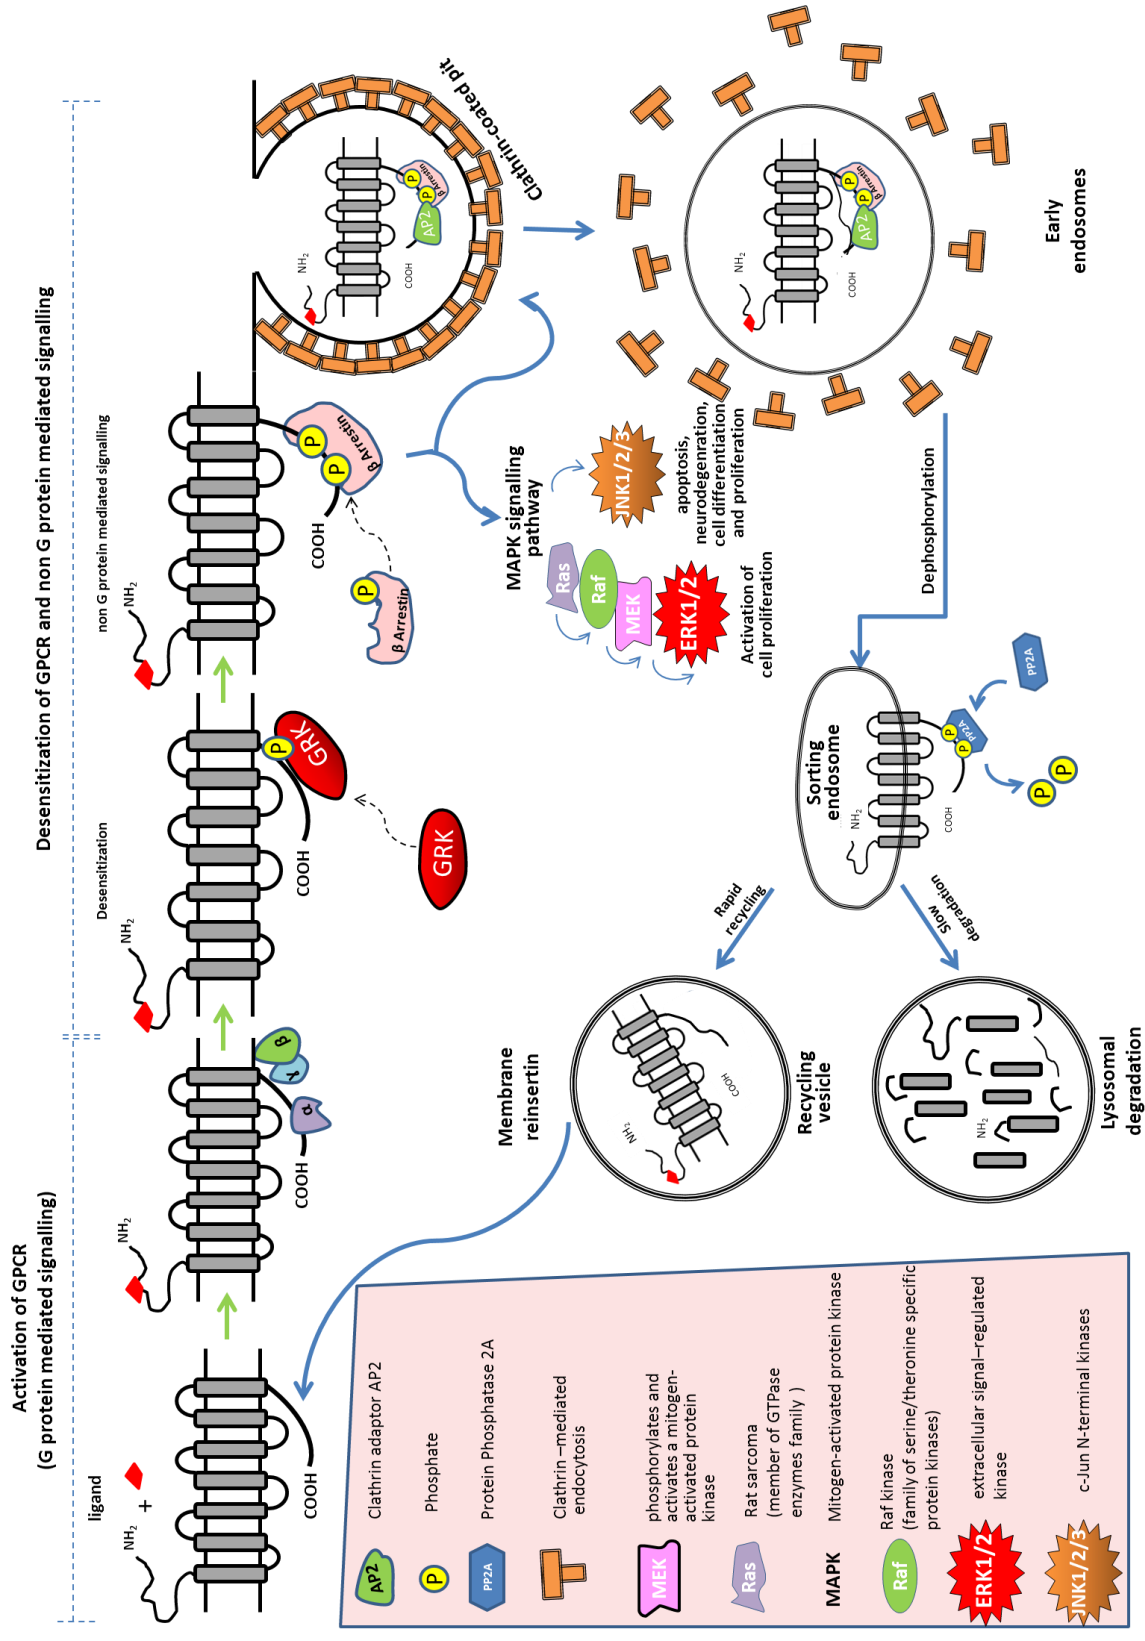 Activation of GPCR
(G protein mediated signalling)
Desensitization of GPCR and non G protein mediated signalling
ligand
Desensitization
non G protein mediated signalling
NH2
+
COOH
NH2
COOH
α
γ
β
NH2
COOH
P
GRK
GRK
NH2
COOH
P
P
β Arrestin
P
β Arrestin
NH2
COOH
AP2
P
P
β Arrestin
Clathrin-coated pit
MAPK signalling
pathway
Ras
Raf
MEK
ERK1/2
Activation of
cell proliferation
JNK1/2/3
apoptosis,
neurodegenration,
cell differentiation
and proliferation
NH2
COOH
AP2
P
P
β Arrestin
Early
endosomes
Dephosphorylation
Sorting
endosome
NH2
COOH
P
P
PP2A
PP2A
P
P
Rapid
recycling
Slow
degradation
Membrane
reinsertin
NH2
COOH
Recycling
vesicle
NH2
Lysosomal
degradation
AP2
Clathrin adaptor AP2
P
Phosphate
PP2A
Protein Phosphatase 2A
Clathrin–mediated
endocytosis
MEK
phosphorylates and
activates a mitogen-
activated protein
kinase
Ras
Rat sarcoma
(member of GTPase
enzymes family )
MAPK
Mitogen-activated protein kinase
Raf
Raf kinase
(family of serine/theronine specific
protein kinases)
ERK1/2
extracellular signal–regulated
kinase
JNK1/2/3
c-Jun N-terminal kinases